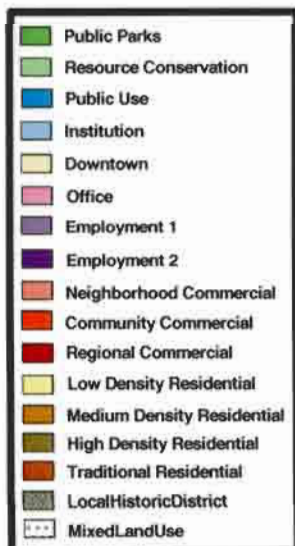 Public Parks
Resource Conservation
Public Use
Institution
Downtown
Office
Employment 1
Employment 2
Neighborhood Commercial
Community Commercial
Regional Commercial
Low Density Residential
Medium Density Residential
High Density Residential
Traditional Residential
LocalHistoricDistrict
MixedLandUse